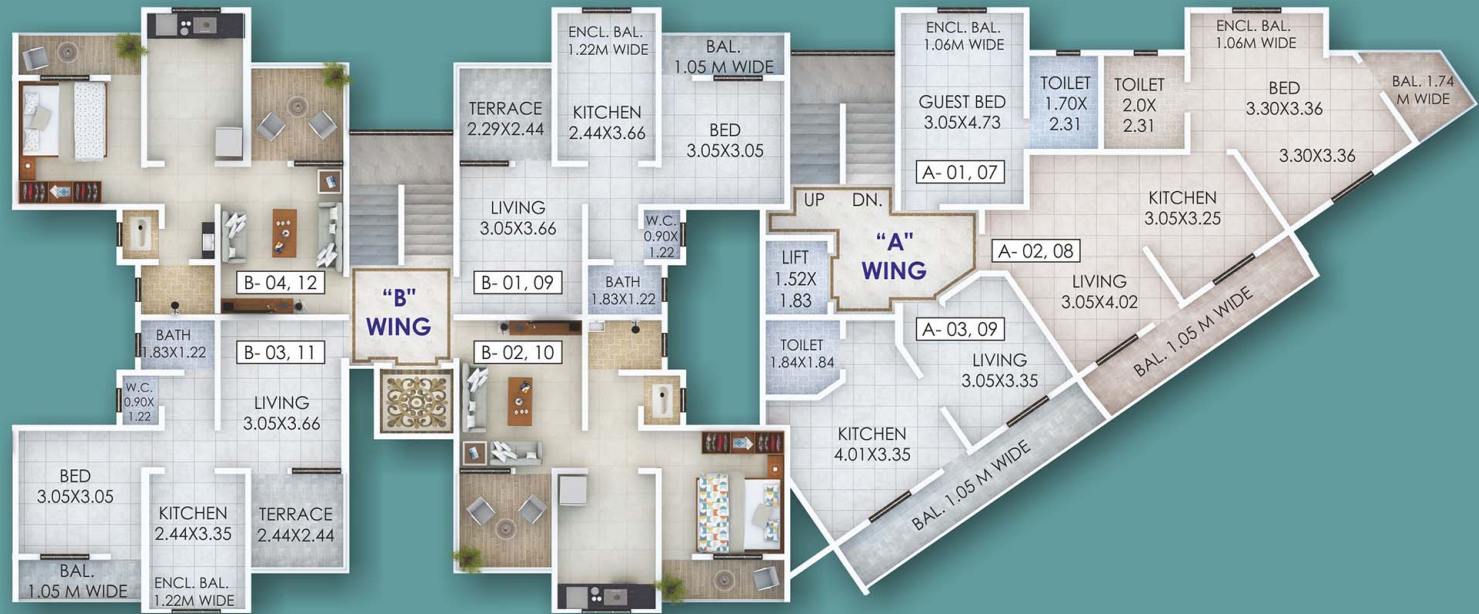 ENCL. BAL.
1.22M WIDE
BAL.
1.05 M WIDE
TERRACE
2.29X2.44
KITCHEN
2.44X3.66
BED
3.05X3.05
LIVING
3.05X3.66
W.C.
0.90X
1.22
B- 01, 09
BATH
1.83X1.22
B- 04, 12
"B"
WING
BATH
1.83X1.22
B- 03, 11
W.C.
0.90X
1.22
LIVING
3.05X3.66
BED
3.05X3.05
KITCHEN
2.44X3.35
TERRACE
2.44X2.44
BAL.
1.05 M WIDE
ENCL. BAL.
1.22M WIDE
B- 02, 10
ENCL. BAL.
1.06M WIDE
GUEST BED
3.05X4.73
A- 01, 07
TOILET
1.70X
2.31
TOILET
2.0X
2.31
ENCL. BAL.
1.06M WIDE
BED
3.30X3.36
BAL. 1.74
M WIDE
3.30X3.36
KITCHEN
3.05X3.25
UP
DN.
"A"
WING
LIFT
1.52X
1.83
A- 02, 08
LIVING
3.05X4.02
BAL. 1.05 M WIDE
A- 03, 09
TOILET
1.84X1.84
LIVING
3.05X3.35
KITCHEN
4.01X3.35
BAL. 1.05 M WIDE